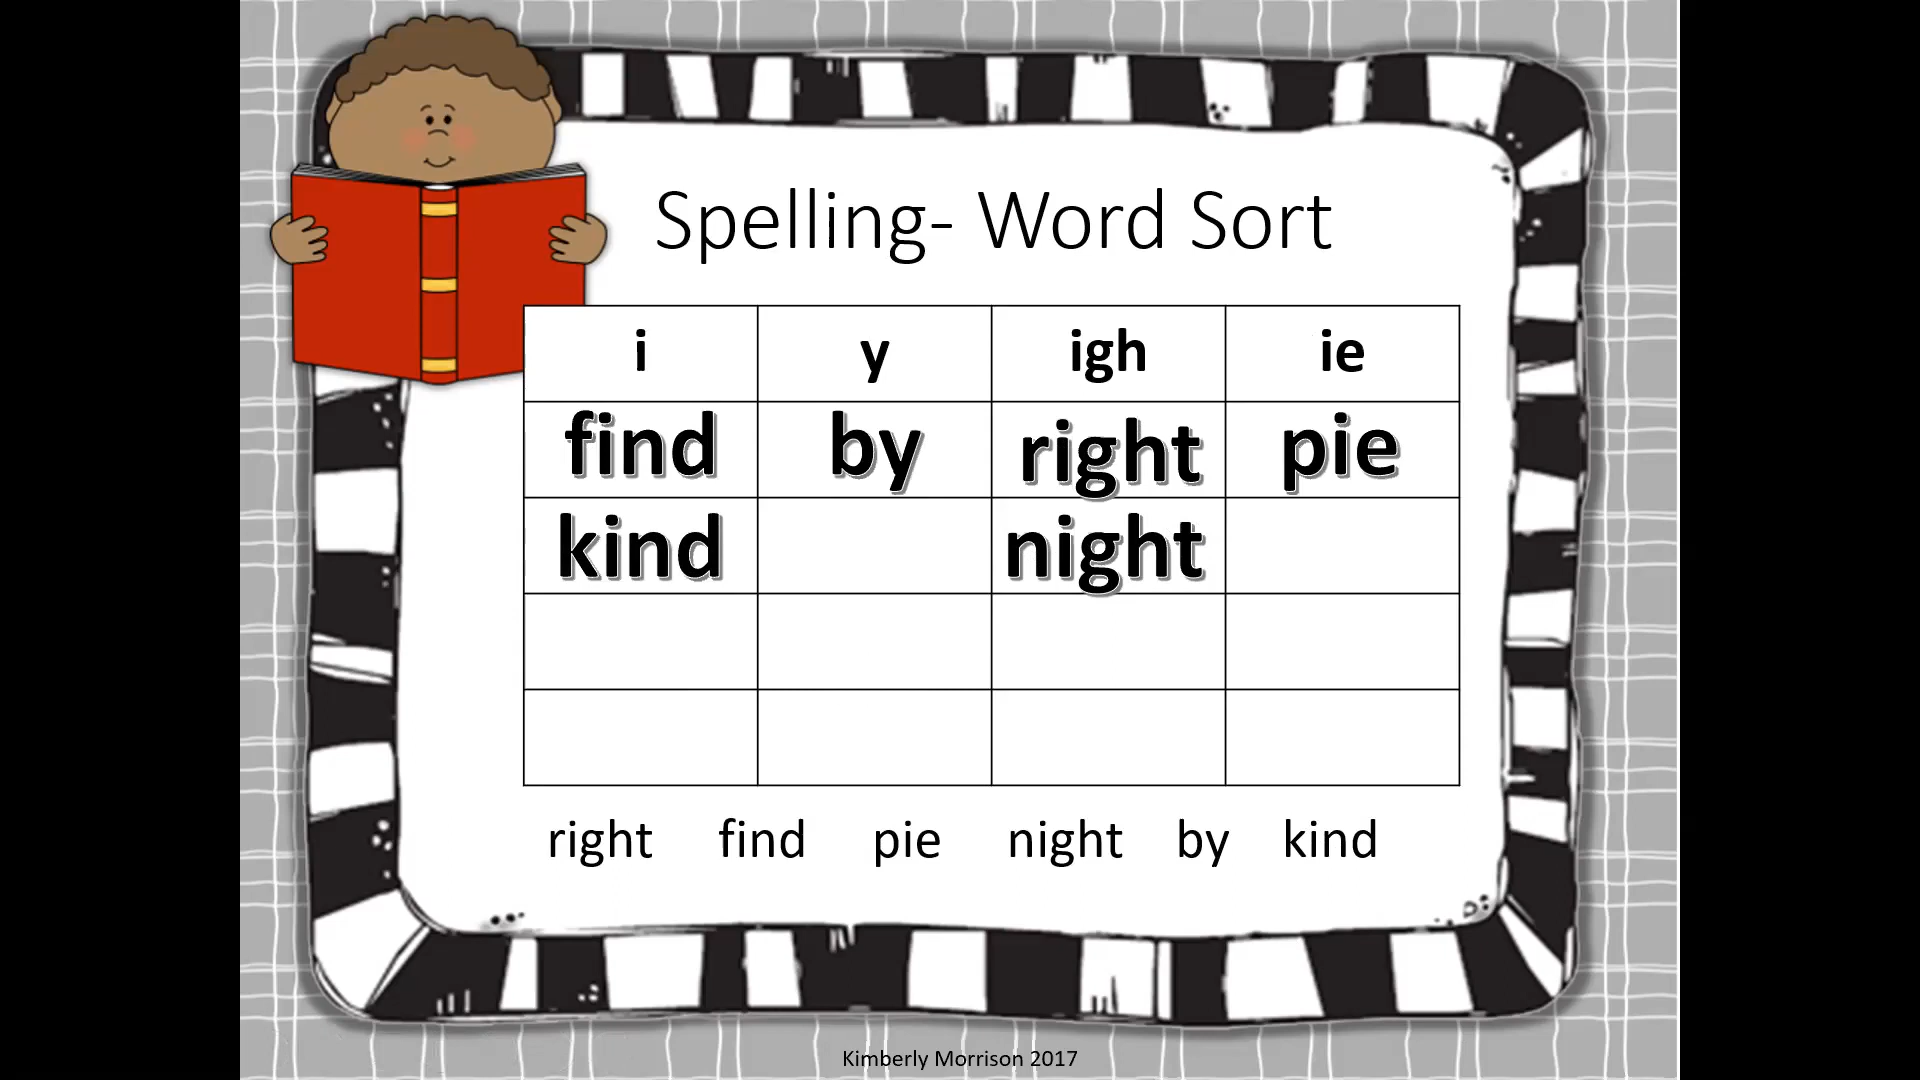 Spelling- Word Sort
i y igh ie
find by right pie
kind night
right find pie night by kind
Kimberly Morrison 2017